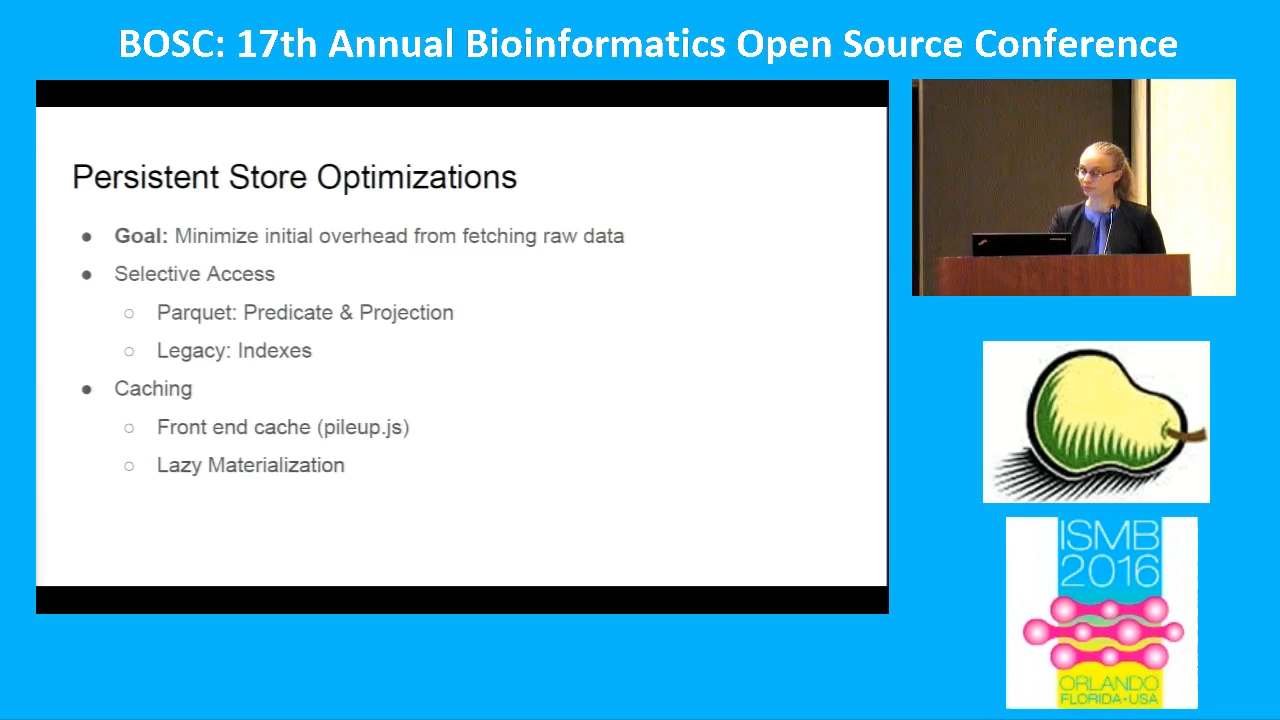 BOSC: 17th Annual Bioinformatics Open Source Conference
Persistent Store Optimizations
● Goal: Minimize initial overhead from fetching raw data
● Selective Access
○ Parquet: Predicate & Projection
○ Legacy: Indexes
● Caching
○ Front end cache (pileup.js)
○ Lazy Materialization
ISMB
2016
ORLANDO
FLORIDA•USA